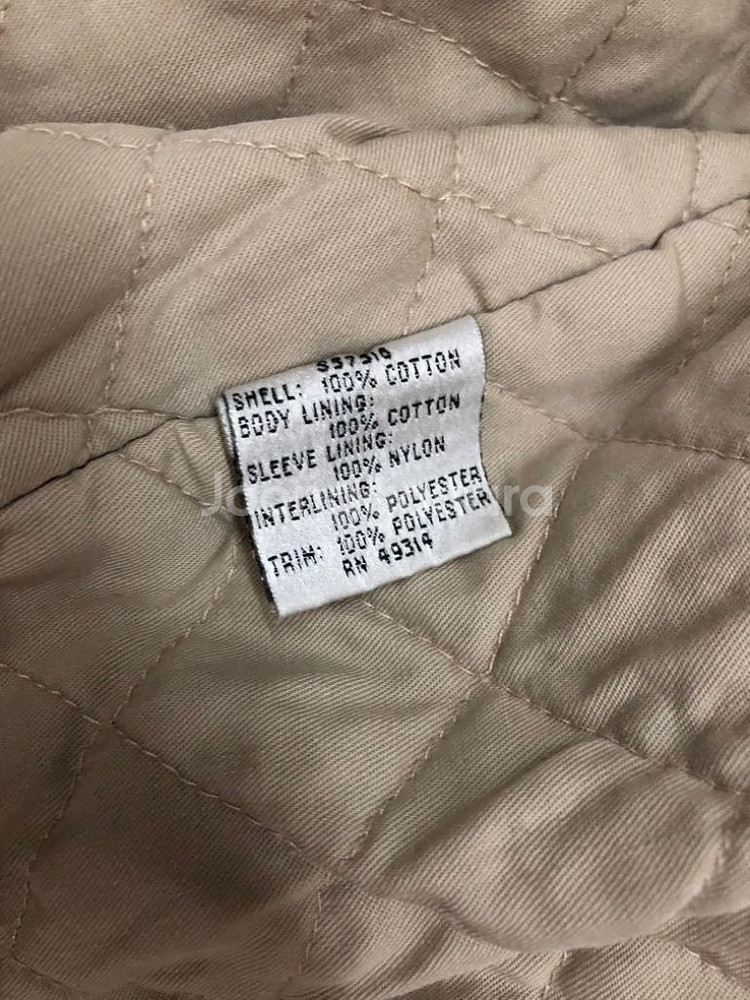 S37316
SHELL: 100% COTTON
BODY LINING:
100% COTTON
SLEEVE LINING:
100% NYLON
INTERLINING:
100% POLYESTER
TRIM: 100% POLYESTER
RN 49314